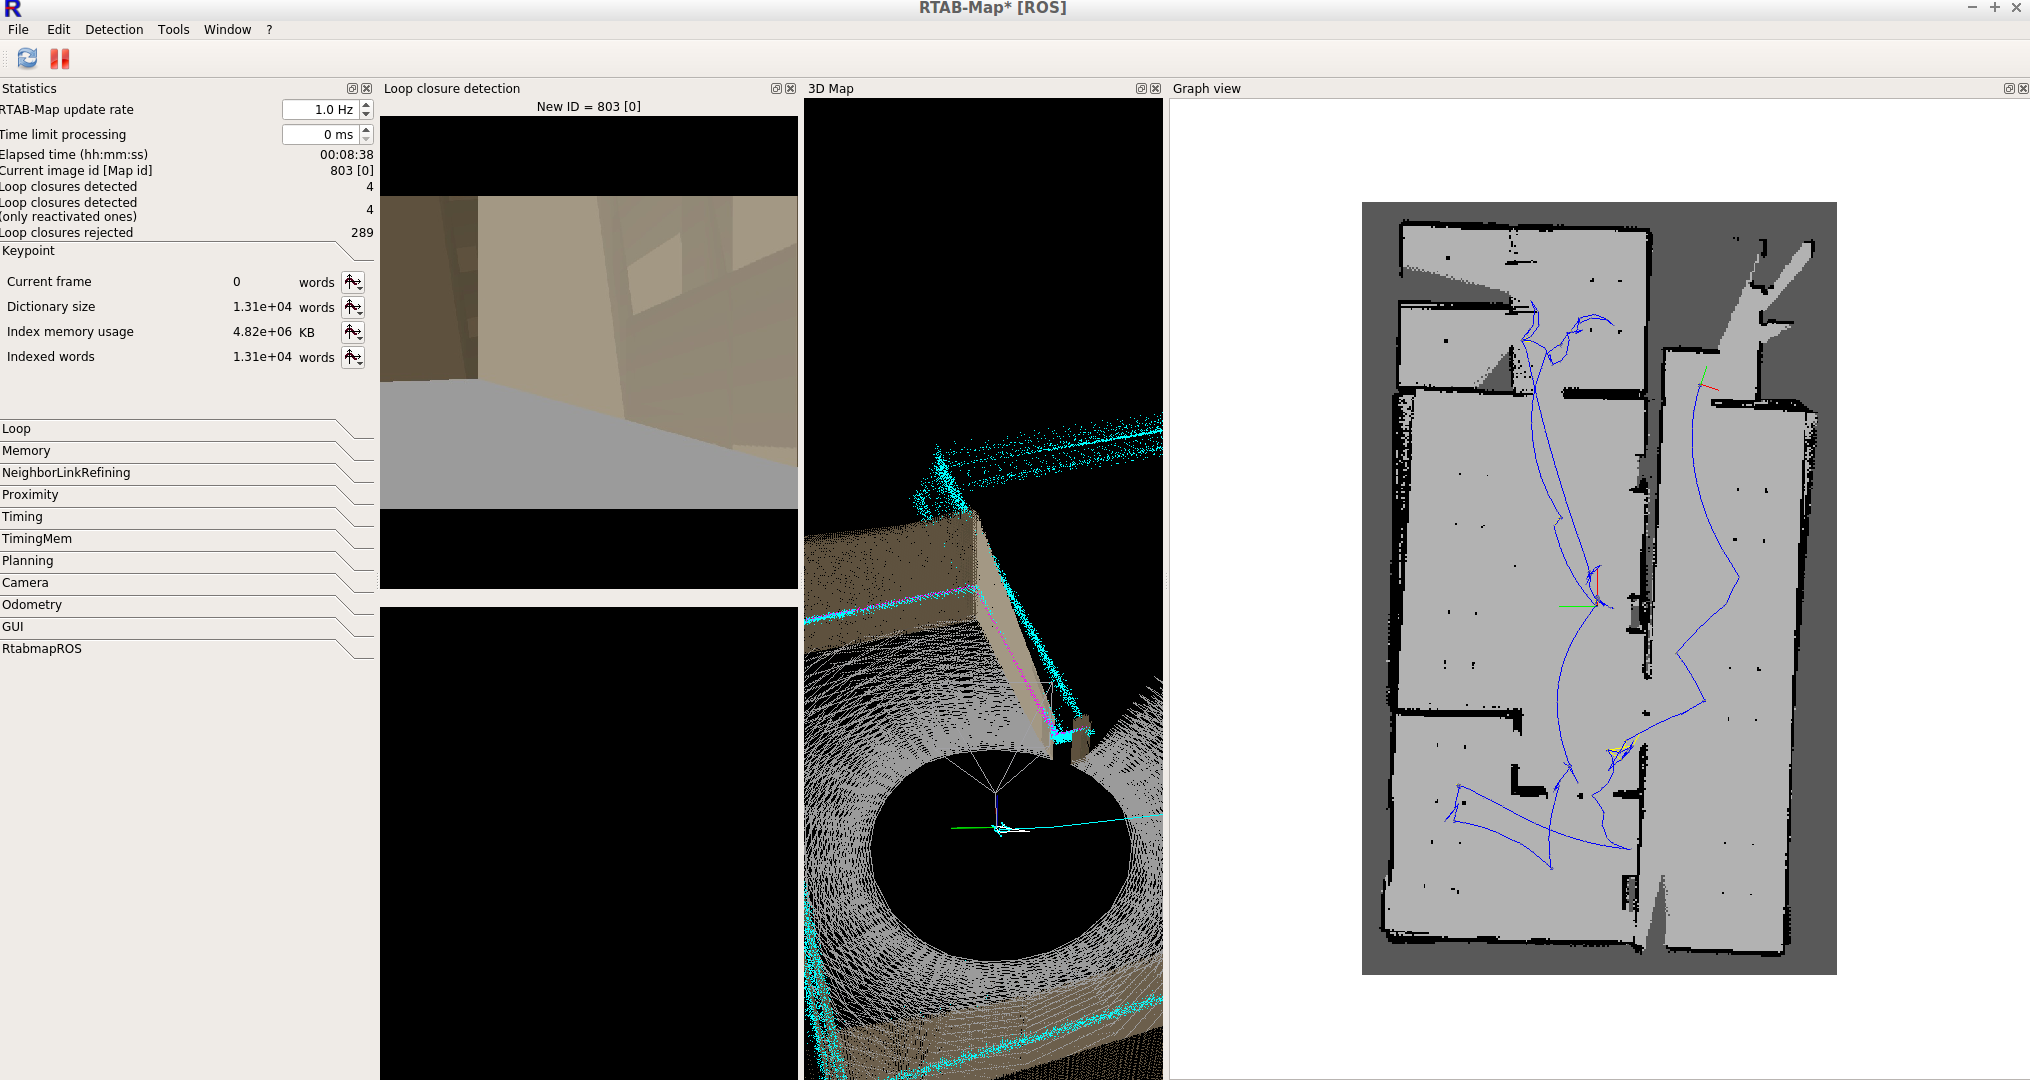 RTAB-Map* [ROS]
File Edit Detection Tools Window ?
Statistics
RTAB-Map update rate 1.0 Hz
Time limit processing 0 ms
Elapsed time (hh:mm:ss) 00:08:38
Current image id [Map id] 803 [0]
Loop closures detected 4
Loop closures detected
(only reactivated ones) 4
Loop closures rejected 289
Keypoint
Current frame 0 words
Dictionary size 1.31e+04 words
Index memory usage 4.82e+06 KB
Indexed words 1.31e+04 words
Loop
Memory
NeighborLinkRefining
Proximity
Timing
TimingMem
Planning
Camera
Odometry
GUI
RtabmapROS
Loop closure detection
New ID = 803 [0]
3D Map
Graph view